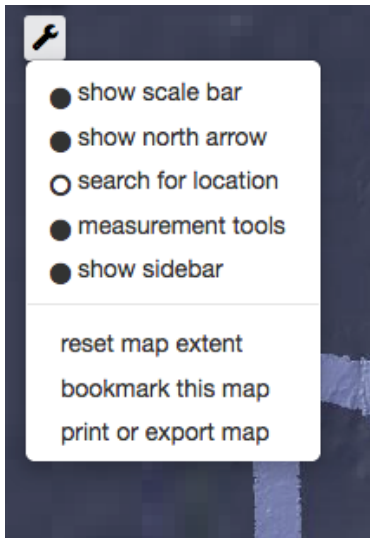 show scale bar
show north arrow
search for location
measurement tools
show sidebar
reset map extent
bookmark this map
print or export map